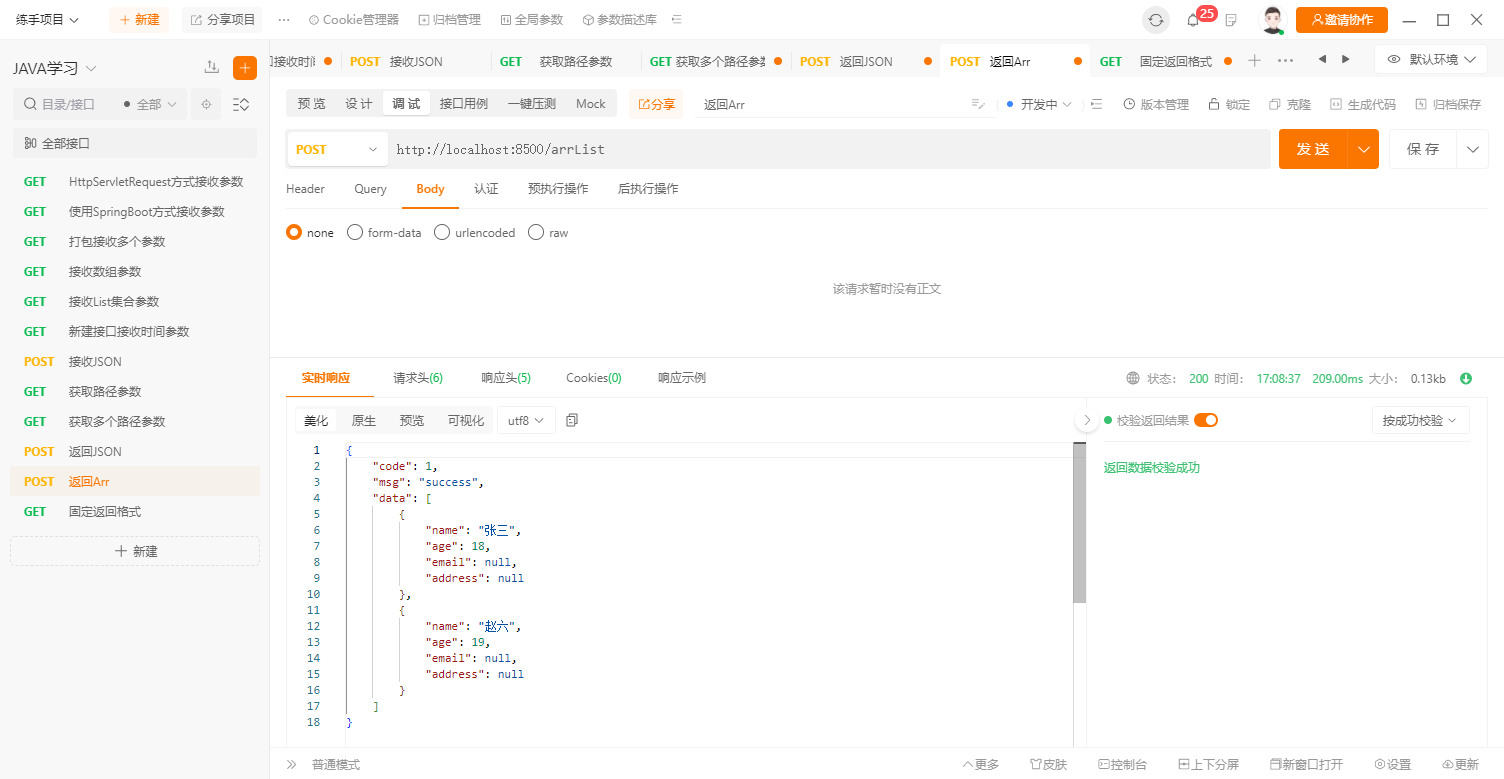 练手项目 新建 分享项目 ··· Cookie管理器 归档管理 全局参数 参数描述库 25 邀请协作
JAVA学习
接收时间 POST 接收JSON GET 获取路径参数 GET 获取多个路径参数 POST 返回JSON POST 返回Arr GET 固定返回格式 ··· 默认环境
目录/接口 全部
预览 设计 调试 接口用例 一键压测 Mock 分享 返回Arr 开发中 版本管理 锁定 克隆 生成代码 归档保存
全部接口
POST http://localhost:8500/arrList 发送 保存
Header Query Body 认证 预执行操作 后执行操作
none form-data urlencoded raw
该请求暂时没有正文
GET HttpServletRequest方式接收参数
GET 使用SpringBoot方式接收参数
GET 打包接收多个参数
GET 接收数组参数
GET 接收List集合参数
GET 新建接口接收时间参数
POST 接收JSON
GET 获取路径参数
GET 获取多个路径参数
POST 返回JSON
POST 返回Arr
GET 固定返回格式
新建
实时响应 请求头(6) 响应头(5) Cookies(0) 响应示例 状态: 200 时间: 17:08:37 209.00ms 大小: 0.13kb
美化 原生 预览 可视化 utf8 校验返回结果 按成功校验
返回数据校验成功
1 {
2 "code": 1,
3 "msg": "success",
4 "data": [
5 {
6 "name": "张三",
7 "age": 18,
8 "email": null,
9 "address": null
10 },
11 {
12 "name": "赵六",
13 "age": 19,
14 "email": null,
15 "address": null
16 }
17 ]
18 }
普通模式 更多 皮肤 控制台 上下分屏 新窗口打开 设置 更新